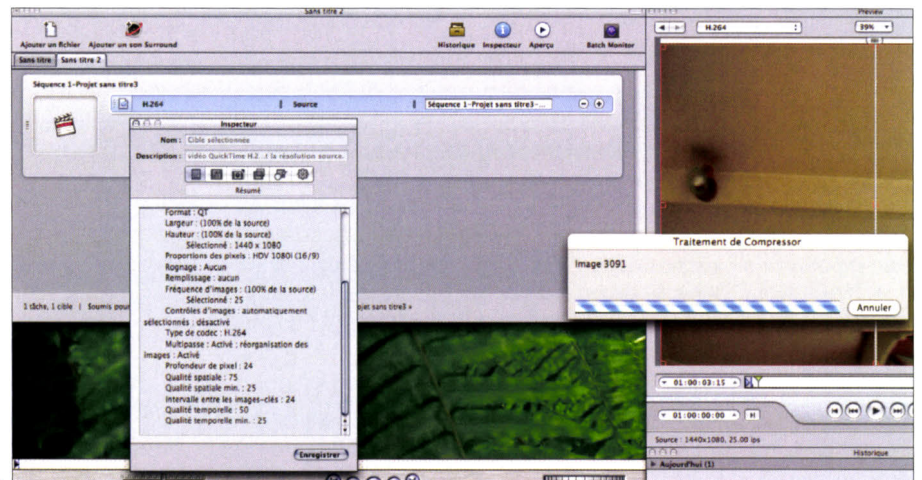 Sans titre 2
Preview
Ajouter un fichier
Ajouter un son Surround
Historique
Inspecteur
Aperçu
Batch Monitor
H.264
39%
Sans titre
Sans titre 2
Séquence 1-Projet sans titre3
H.264
Source
Séquence 1-Projet sans titre3-...
Inspecteur
Nom :
Cible sélectionnée
Description :
vidéo QuickTime H.2...t la résolution source.
Résumé
Format : QT
Largeur : (100% de la source)
Hauteur : (100% de la source)
Sélectionné : 1440 x 1080
Proportions des pixels : HDV 1080i (16/9)
Rognage : Aucun
Remplissage : aucun
Fréquence d'images : (100% de la source)
Sélectionné : 25
Contrôles d'images : automatiquement
sélectionnés : désactivé
Type de codec : H.264
Multipasse : Activé ; réorganisation des
images : Activé
Profondeur de pixel : 24
Qualité spatiale : 75
Qualité spatiale min. : 25
Intervalle entre les images-clés : 24
Qualité temporelle : 50
Qualité temporelle min. : 25
Enregistrer
1 tâche, 1 cible | Soumis pour
ojet sans titre3 »
Traitement de Compressor
Image 3091
Annuler
01:00:03:15
01:00:00:00
Source : 1440x1080, 25.00 ips
Historique
Aujourd'hui (1)